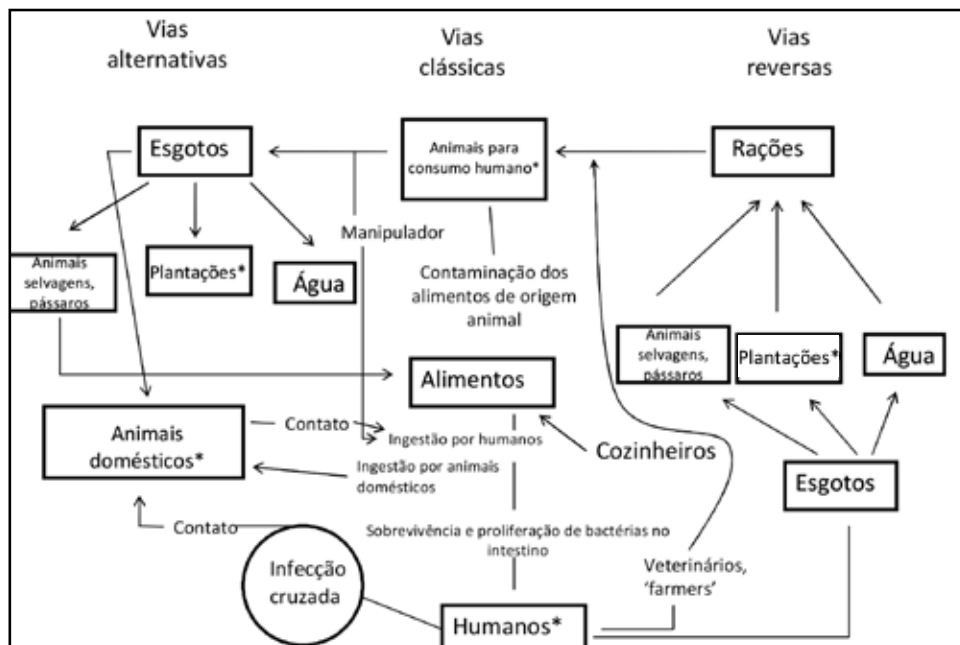 Vias
alternativas
Vias
clássicas
Vias
reversas
Esgotos
Animais para
consumo humano*
Rações
Manipulador
Animais
selvagens,
pássaros
Plantações*
Água
Contaminação dos
alimentos de origem
animal
Animais
selvagens,
pássaros
Plantações*
Água
Alimentos
Animais
domésticos*
Contato
Ingestão por humanos
Cozinheiros
Ingestão por animais
domésticos
Esgotos
Contato
Sobrevivência e proliferação de bactérias no
intestino
Infecção
cruzada
Veterinários,
‘farmers’
Humanos*